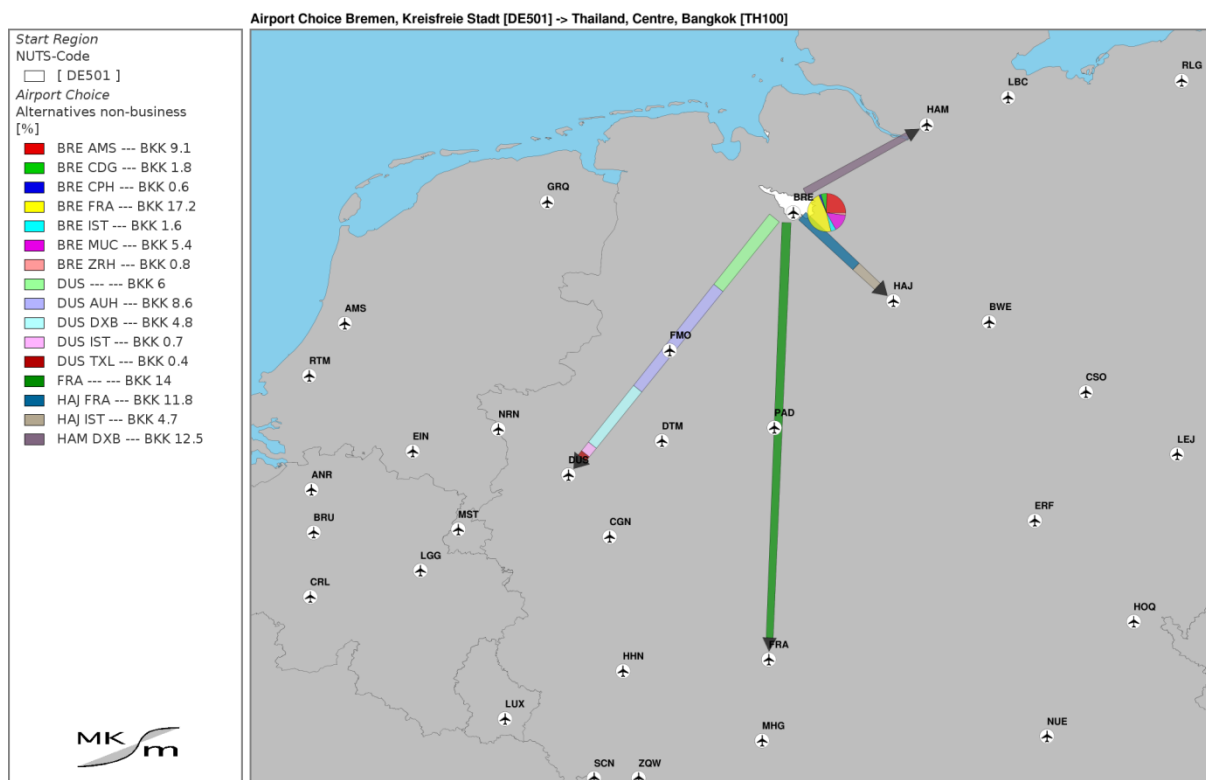 Airport Choice Bremen, Kreisfreie Stadt [DE501] -> Thailand, Centre, Bangkok [TH100]
Start Region
NUTS-Code
[ DE501 ]
Airport Choice
Alternatives non-business
[%]
BRE AMS --- BKK 9.1
BRE CDG --- BKK 1.8
BRE CPH --- BKK 0.6
BRE FRA --- BKK 17.2
BRE IST --- BKK 1.6
BRE MUC --- BKK 5.4
BRE ZRH --- BKK 0.8
DUS --- --- BKK 6
DUS AUH --- BKK 8.6
DUS DXB --- BKK 4.8
DUS IST --- BKK 0.7
DUS TXL --- BKK 0.4
FRA --- --- BKK 14
HAJ FRA --- BKK 11.8
HAJ IST --- BKK 4.7
HAM DXB --- BKK 12.5
MK
m
RLG
LBC
HAM
GRQ
BRE
HAJ
AMS
BWE
FMO
RTM
CSO
NRN
PAD
DTM
EIN
LEJ
DUS
ANR
BRU
MST
CGN
ERF
LGG
CRL
HOQ
FRA
HHN
LUX
MHG
NUE
SCN
ZQW